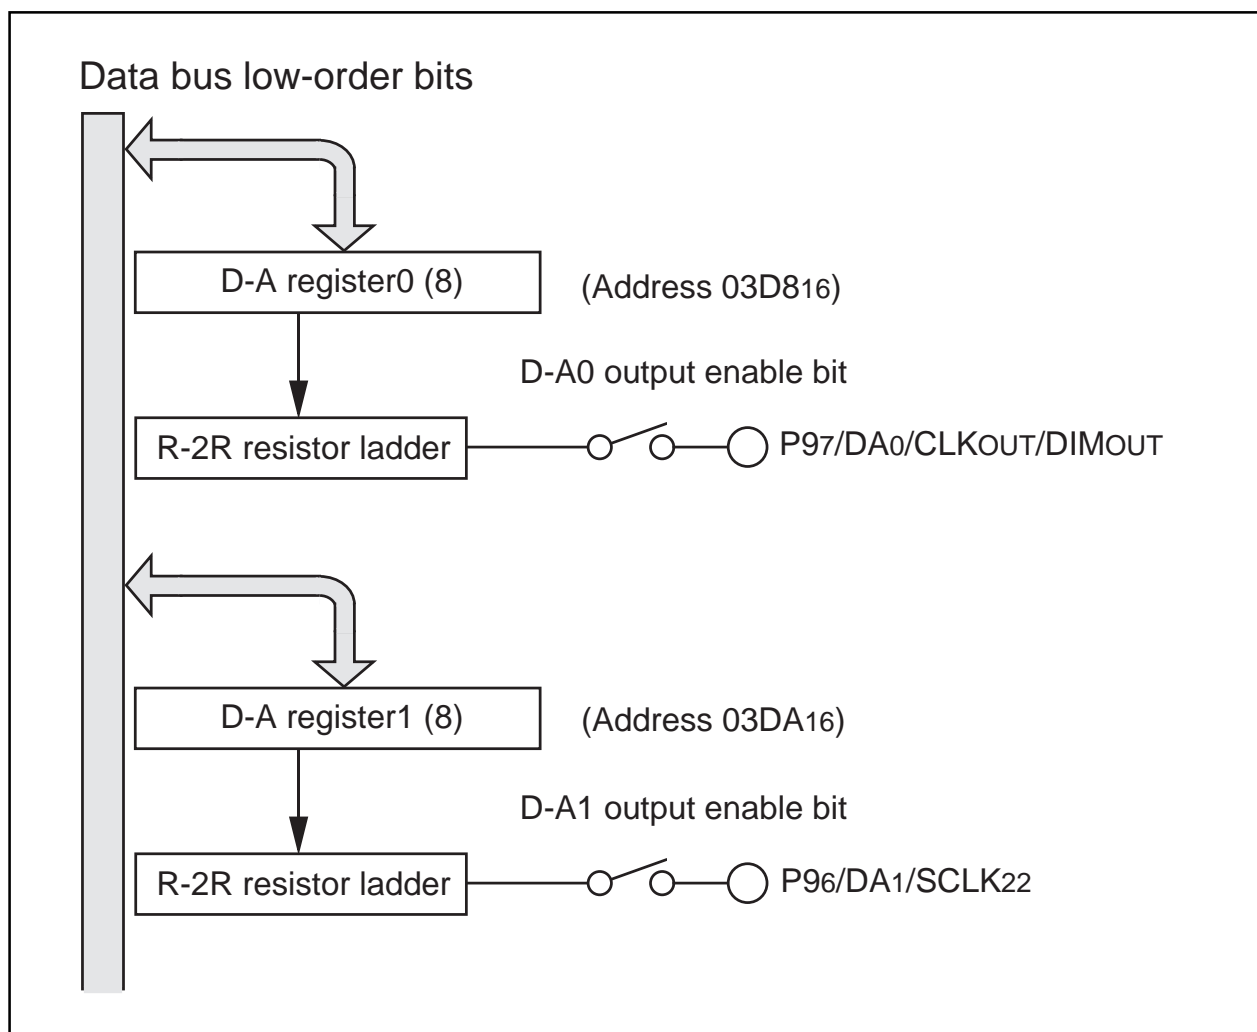 Data bus low-order bits
D-A register0 (8)
(Address 03D816)
D-A0 output enable bit
R-2R resistor ladder
P97/DA0/CLKOUT/DIMOUT
D-A register1 (8)
(Address 03DA16)
D-A1 output enable bit
R-2R resistor ladder
P96/DA1/SCLK22